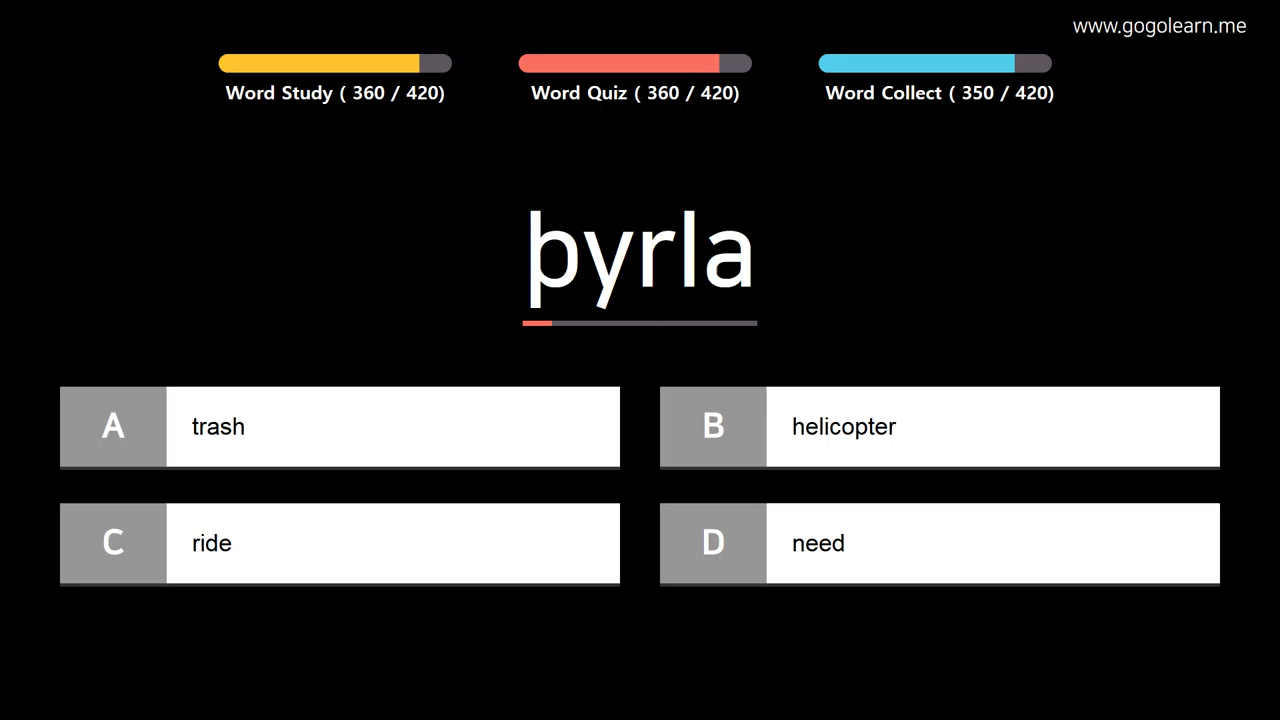 www.gogolearn.me
Word Study ( 360 / 420)
Word Quiz ( 360 / 420)
Word Collect ( 350 / 420)
þyrla
A trash
B helicopter
C ride
D need